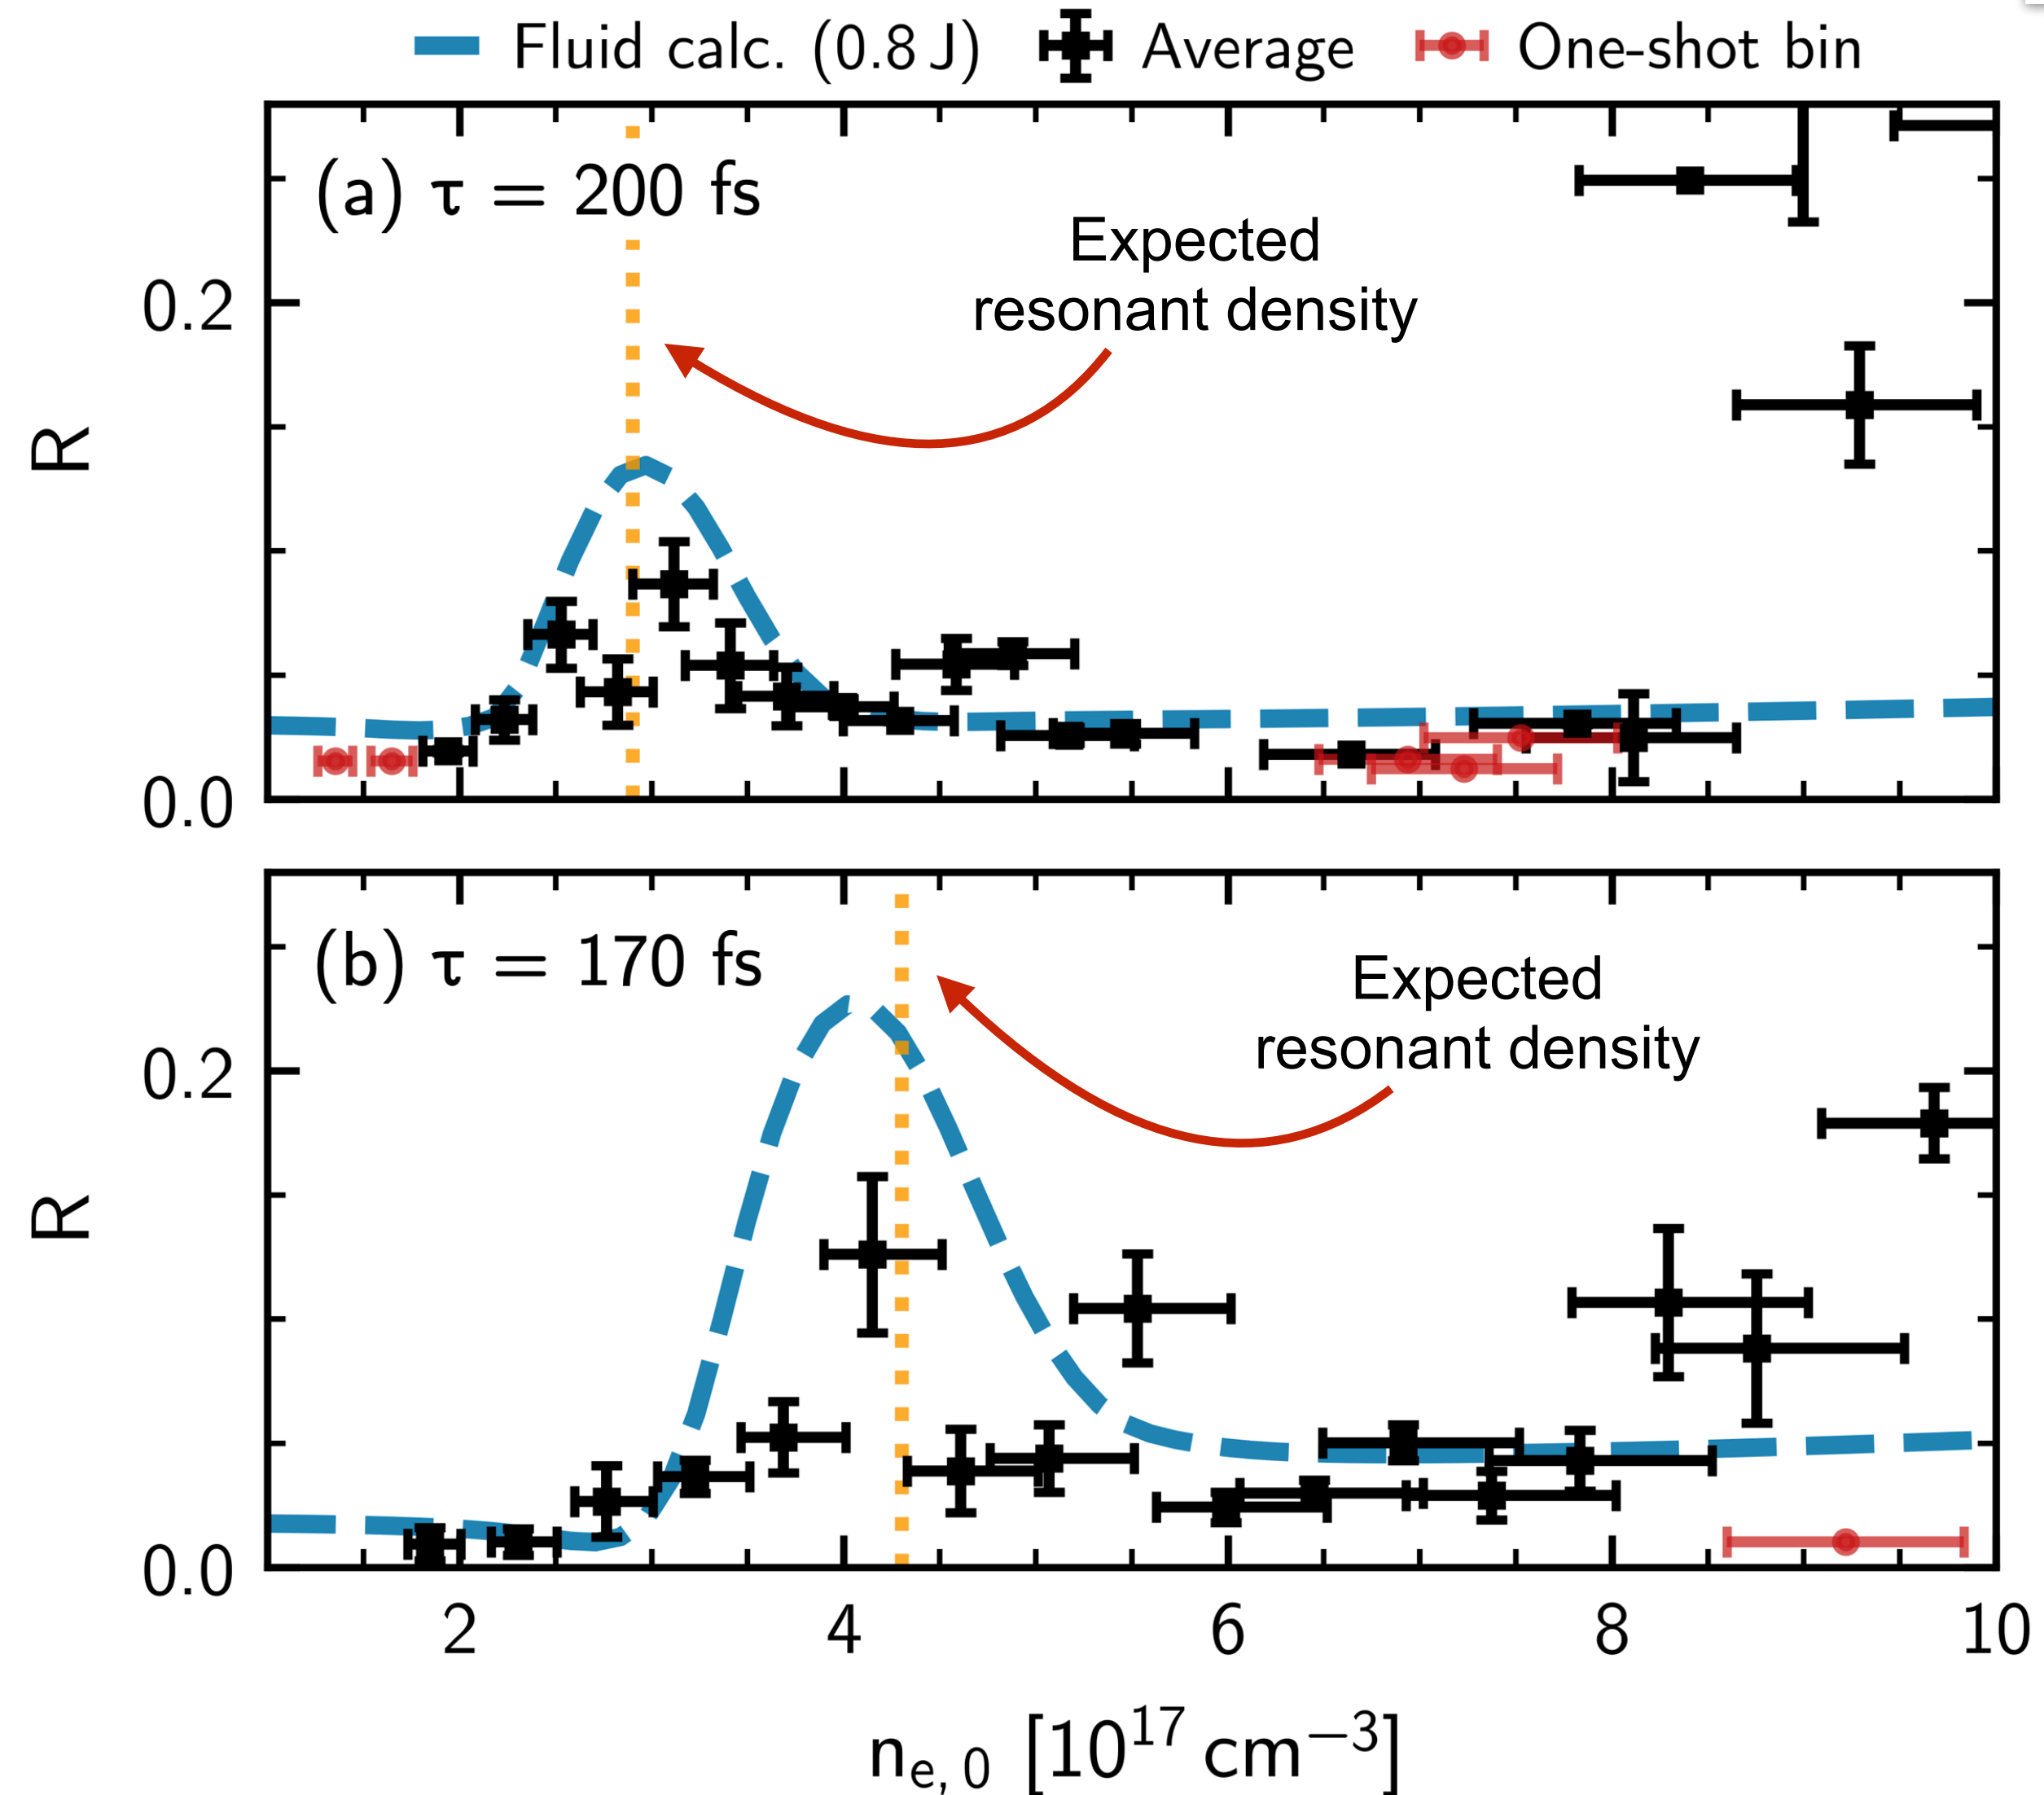 Fluid calc. (0.8 J) Average One-shot bin
(a) τ = 200 fs
Expected
resonant density
0.2
R
0.0
(b) τ = 170 fs
Expected
resonant density
0.2
R
0.0
2 4 6 8 10
n_{e, 0} [10^{17} cm^{−3}]